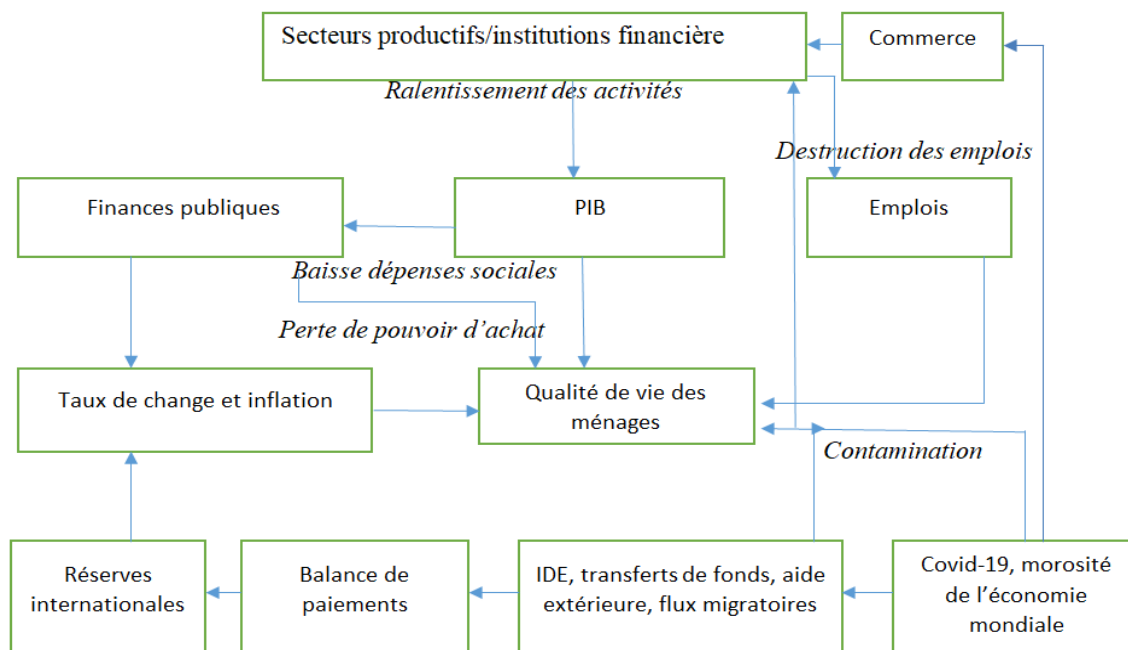 Secteurs productifs/institutions financière
Commerce
Ralentissement des activités
Destruction des emplois
Finances publiques
PIB
Emplois
Baisse dépenses sociales
Perte de pouvoir d’achat
Taux de change et inflation
Qualité de vie des
ménages
Contamination
Réserves
internationales
Balance de
paiements
IDE, transferts de fonds, aide
extérieure, flux migratoires
Covid-19, morosité
de l’économie
mondiale